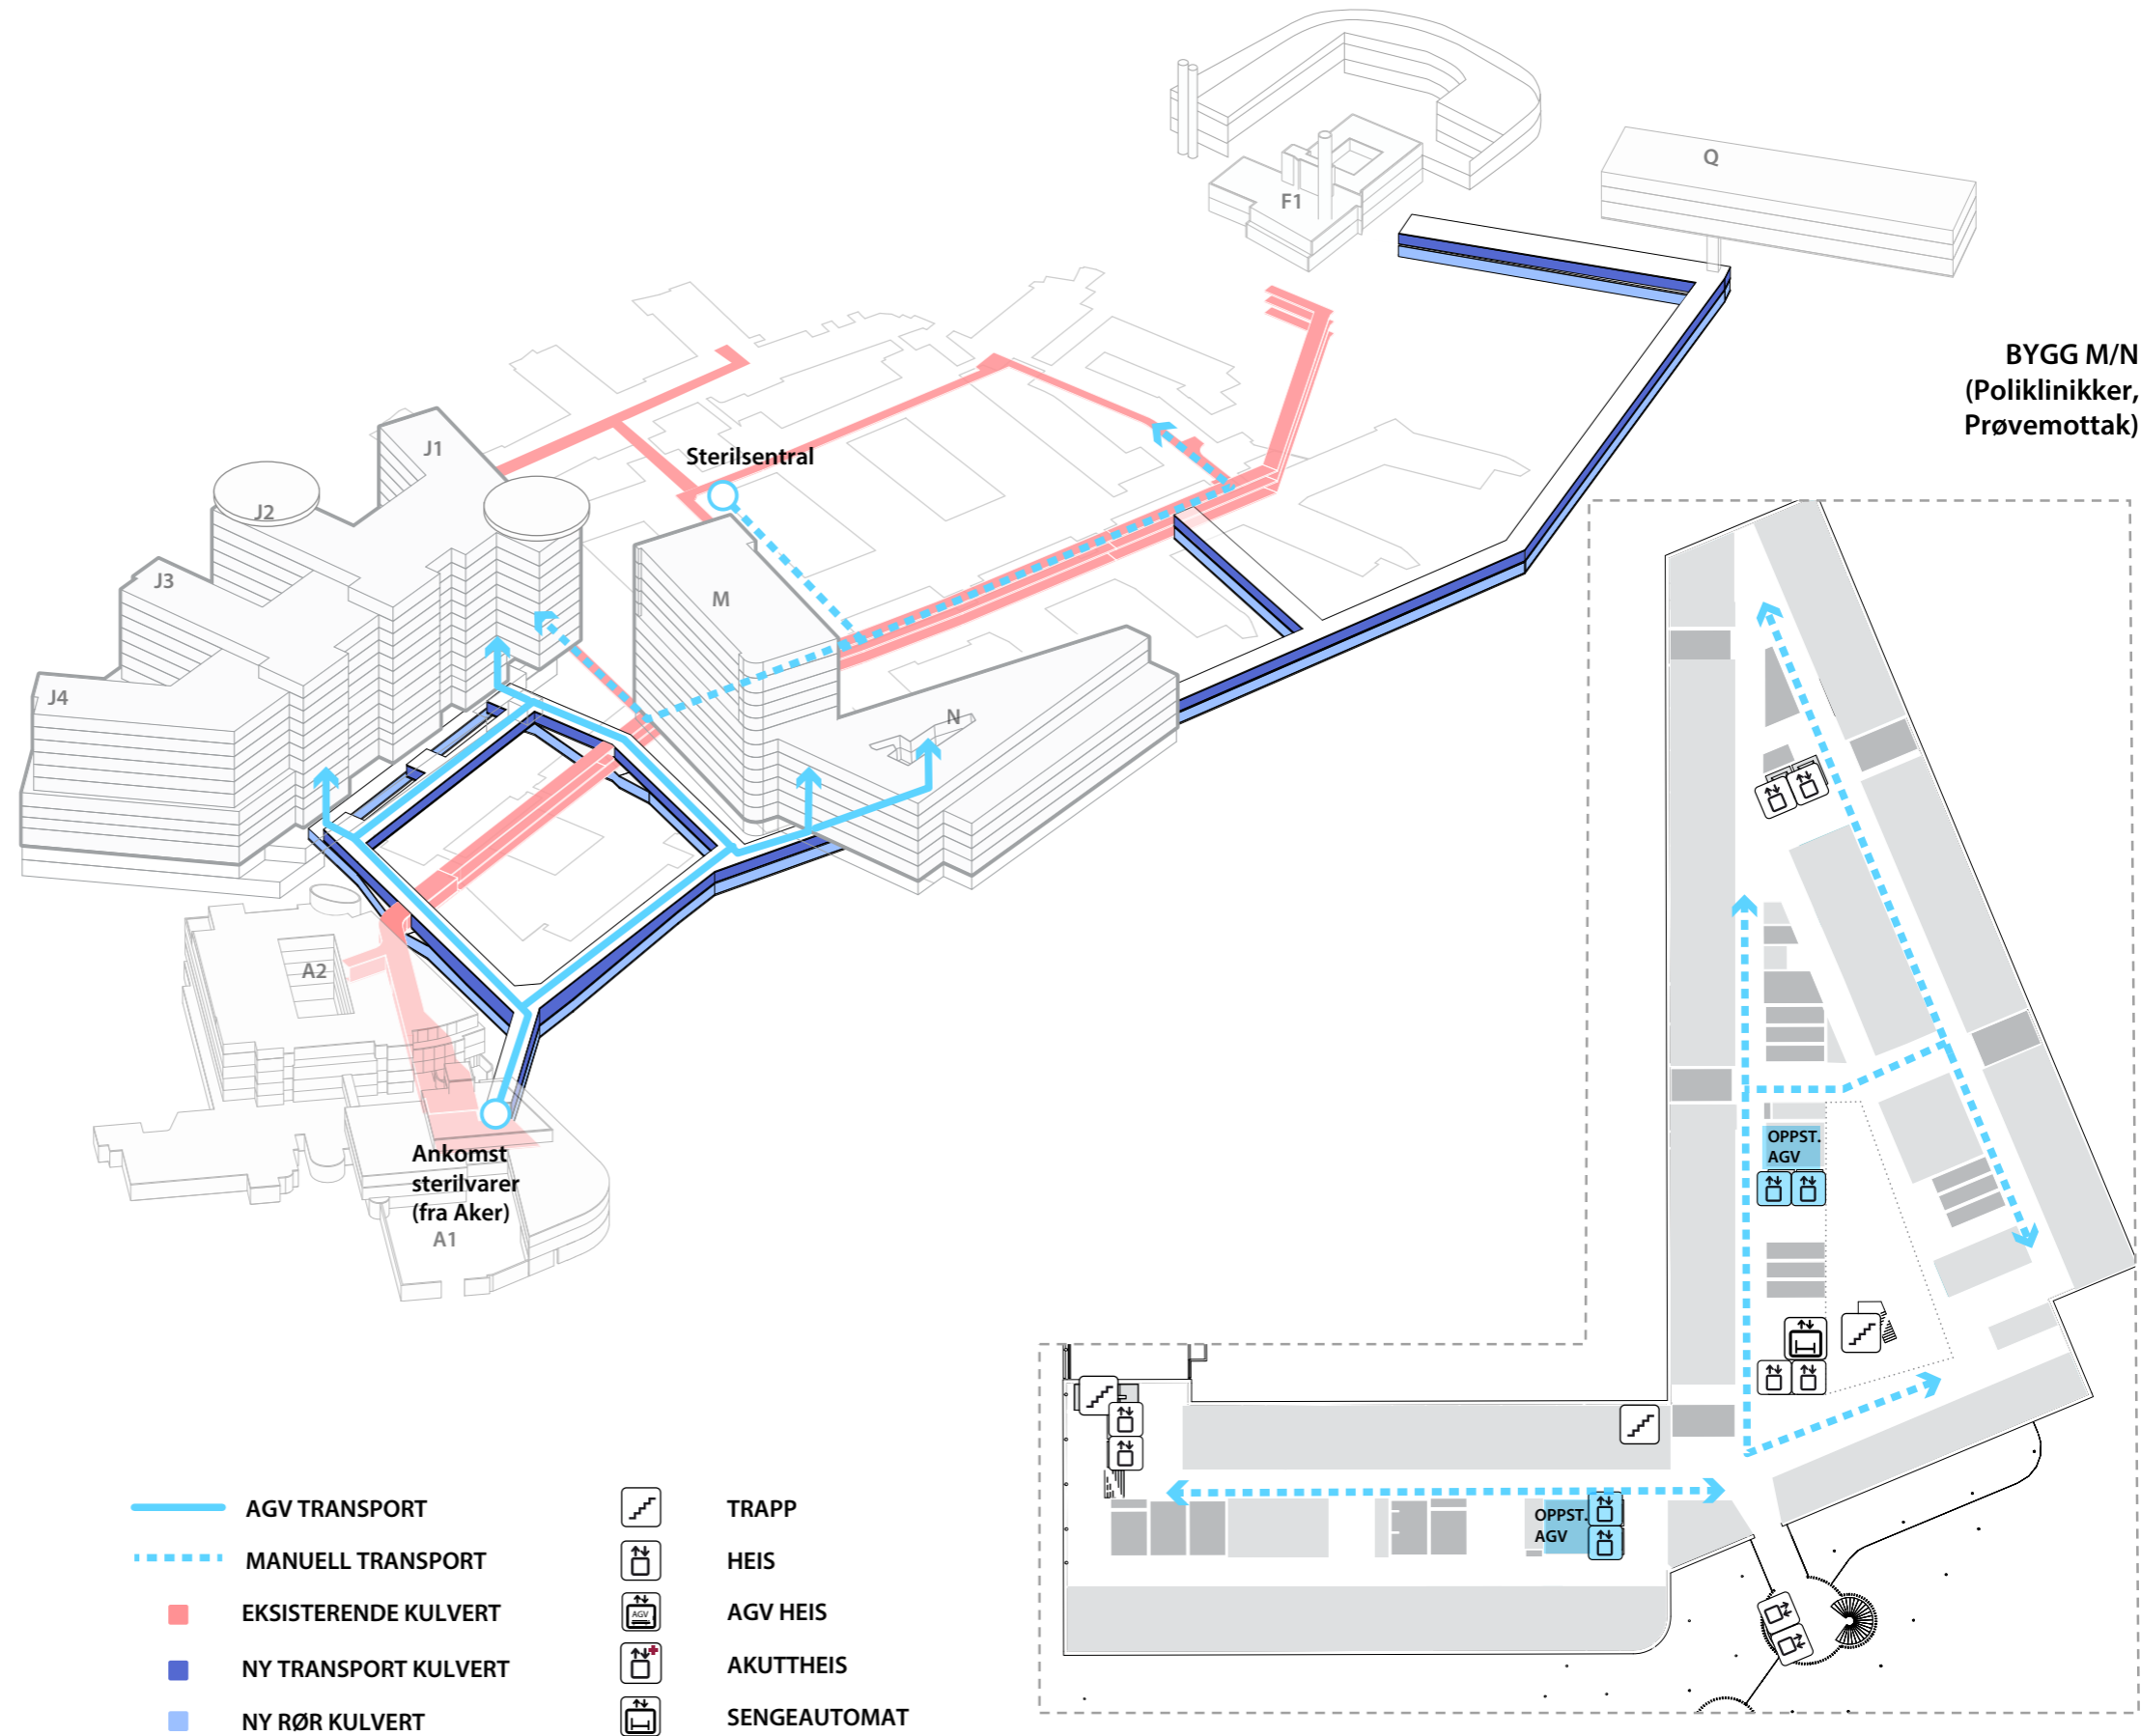 Q
F1
BYGG M/N
(Poliklinikker,
Prøvemottak)
J1
Sterilsentral
J2
J3
M
J4
N
A2
OPPST.
AGV
Ankomst
sterilvarer
(fra Aker)
A1
OPPST.
AGV
AGV TRANSPORT
TRAPP
MANUELL TRANSPORT
HEIS
EKSISTERENDE KULVERT
AGV
AGV HEIS
NY TRANSPORT KULVERT
AKUTTHEIS
NY RØR KULVERT
SENGEAUTOMAT